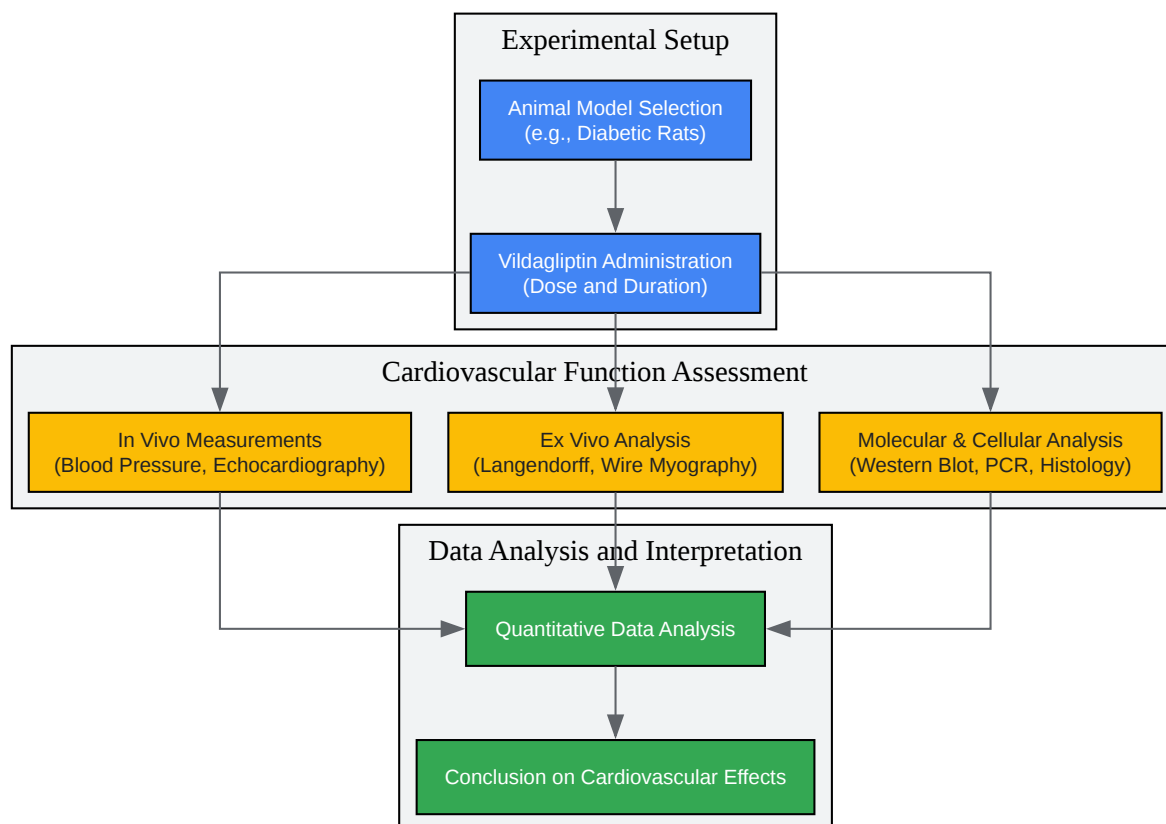 Experimental Setup
Animal Model Selection
(e.g., Diabetic Rats)
Vildagliptin Administration
(Dose and Duration)
Cardiovascular Function Assessment
In Vivo Measurements
(Blood Pressure, Echocardiography)
Ex Vivo Analysis
(Langendorff, Wire Myography)
Molecular & Cellular Analysis
(Western Blot, PCR, Histology)
Data Analysis and Interpretation
Quantitative Data Analysis
Conclusion on Cardiovascular Effects